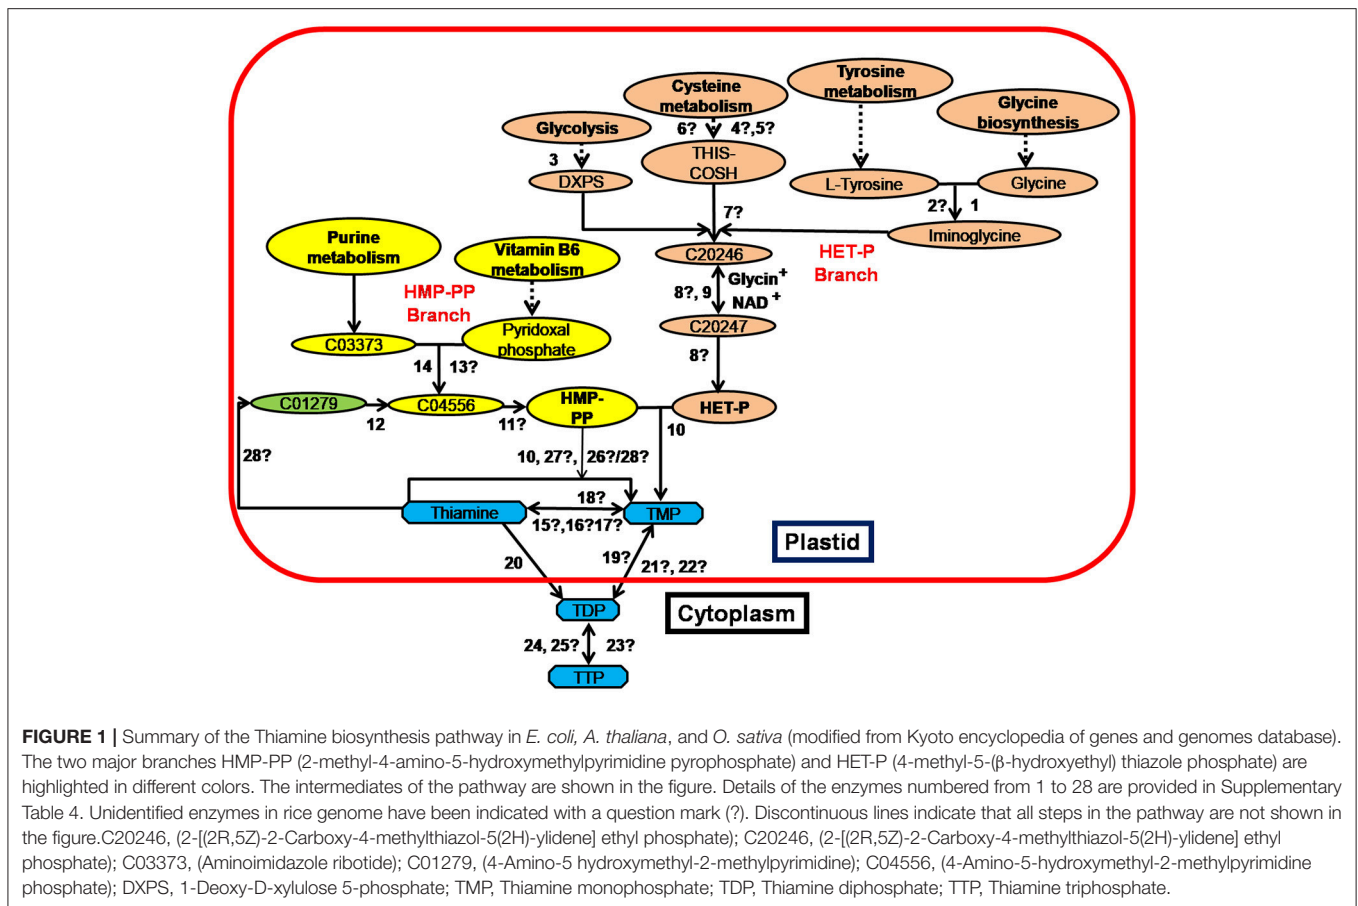 Tyrosine
metabolism
Cysteine
metabolism
Glycine
biosynthesis
Glycolysis
6?
4?,5?
3
THIS-
COSH
DXPS
L-Tyrosine
Glycine
7?
2?
1
Iminoglycine
Purine
metabolism
Vitamin B6
metabolism
C20246
HET-P
Branch
Glycin+
NAD +
8?, 9
HMP-PP
Branch
C20247
Pyridoxal
phosphate
C03373
8?
14
13?
C01279
C04556
HMP-
PP
HET-P
12
11?
10
28?
10, 27?, 26?/28?
18?
Thiamine
TMP
15?,16?17?
Plastid
20
19?
21?, 22?
TDP
Cytoplasm
24, 25?
23?
TTP
FIGURE 1 | Summary of the Thiamine biosynthesis pathway in E. coli, A. thaliana, and O. sativa (modified from Kyoto encyclopedia of genes and genomes database).
The two major branches HMP-PP (2-methyl-4-amino-5-hydroxymethylpyrimidine pyrophosphate) and HET-P (4-methyl-5-(β-hydroxyethyl) thiazole phosphate) are
highlighted in different colors. The intermediates of the pathway are shown in the figure. Details of the enzymes numbered from 1 to 28 are provided in Supplementary
Table 4. Unidentified enzymes in rice genome have been indicated with a question mark (?). Discontinuous lines indicate that all steps in the pathway are not shown in
the figure.C20246, (2-[(2R,5Z)-2-Carboxy-4-methylthiazol-5(2H)-ylidene] ethyl phosphate); C20246, (2-[(2R,5Z)-2-Carboxy-4-methylthiazol-5(2H)-ylidene] ethyl
phosphate); C03373, (Aminoimidazole ribotide); C01279, (4-Amino-5 hydroxymethyl-2-methylpyrimidine); C04556, (4-Amino-5-hydroxymethyl-2-methylpyrimidine
phosphate); DXPS, 1-Deoxy-D-xylulose 5-phosphate; TMP, Thiamine monophosphate; TDP, Thiamine diphosphate; TTP, Thiamine triphosphate.